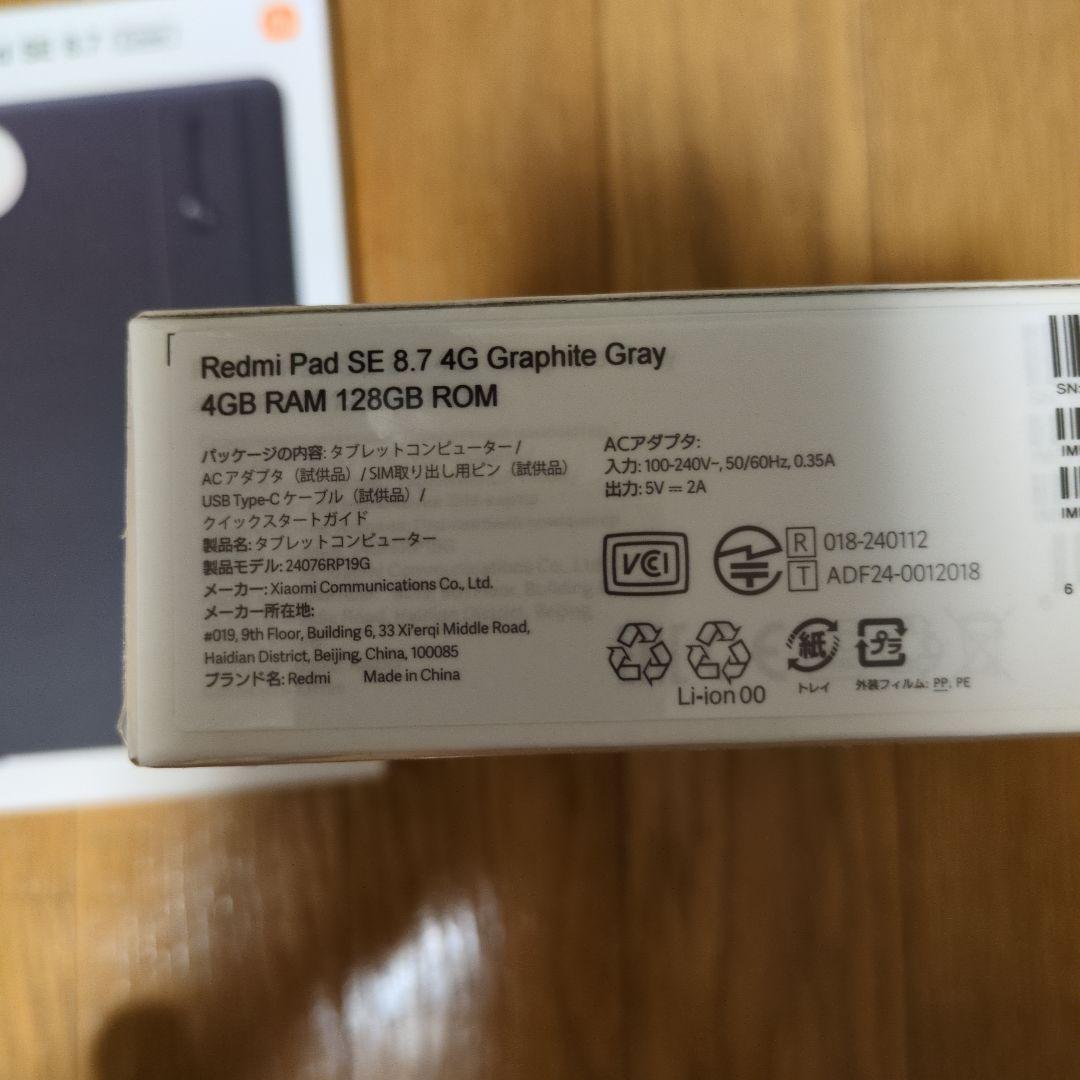 SE 8.7
Redmi Pad SE 8.7 4G Graphite Gray
4GB RAM 128GB ROM
パッケージの内容: タブレットコンピューター /
ACアダプタ（試供品）/ SIM取り出し用ピン（試供品）
USB Type-C ケーブル（試供品）/
クイックスタートガイド
製品名: タブレットコンピューター
製品モデル: 24076RP19G
メーカー: Xiaomi Communications Co., Ltd.
メーカー所在地:
#019, 9th Floor, Building 6, 33 Xi'erqi Middle Road,
Haidian District, Beijing, China, 100085
ブランド名: Redmi Made in China
ACアダプタ:
入力: 100-240V~, 50/60Hz, 0.35A
出力: 5V ⎓ 2A
VCI
R 018-240112
T ADF24-0012018
Li-ion 00
紙
トレイ
プラ
外装フィルム: PP, PE
SN:
IM
IM
6